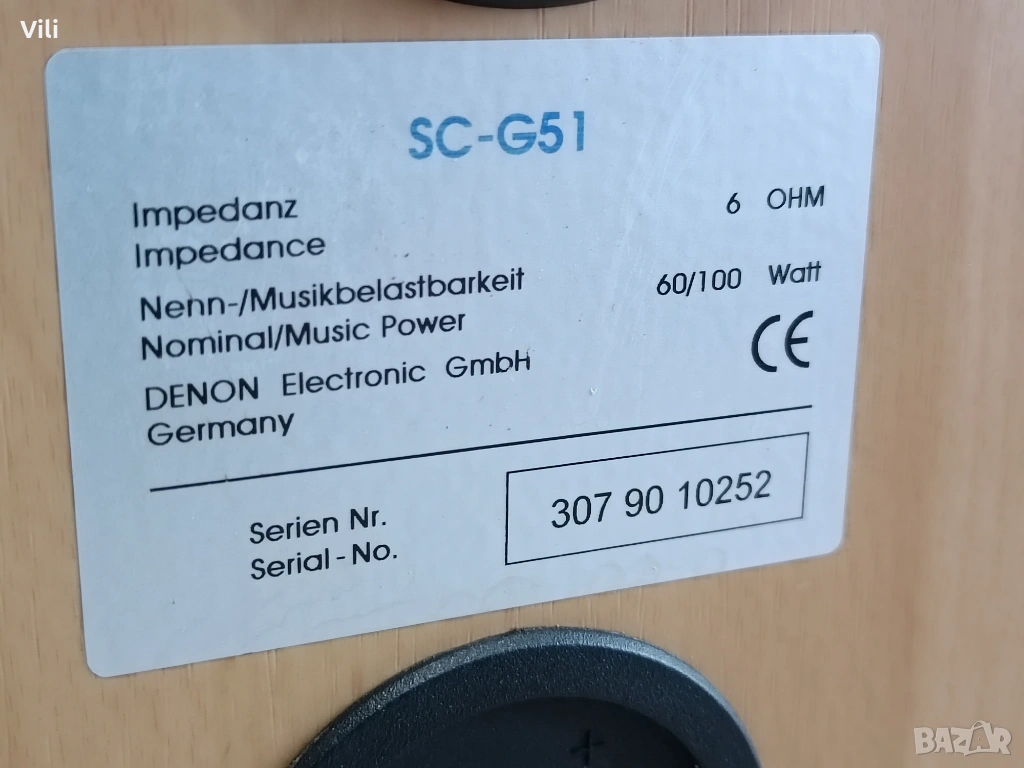 Vili
SC-G51
Impedanz
Impedance
6 OHM
Nenn-/Musikbelastbarkeit
Nominal/Music Power
60/100 Watt
DENON Electronic GmbH
Germany
CE
Serien Nr.
Serial-No.
307 90 10252
+
BAZAR